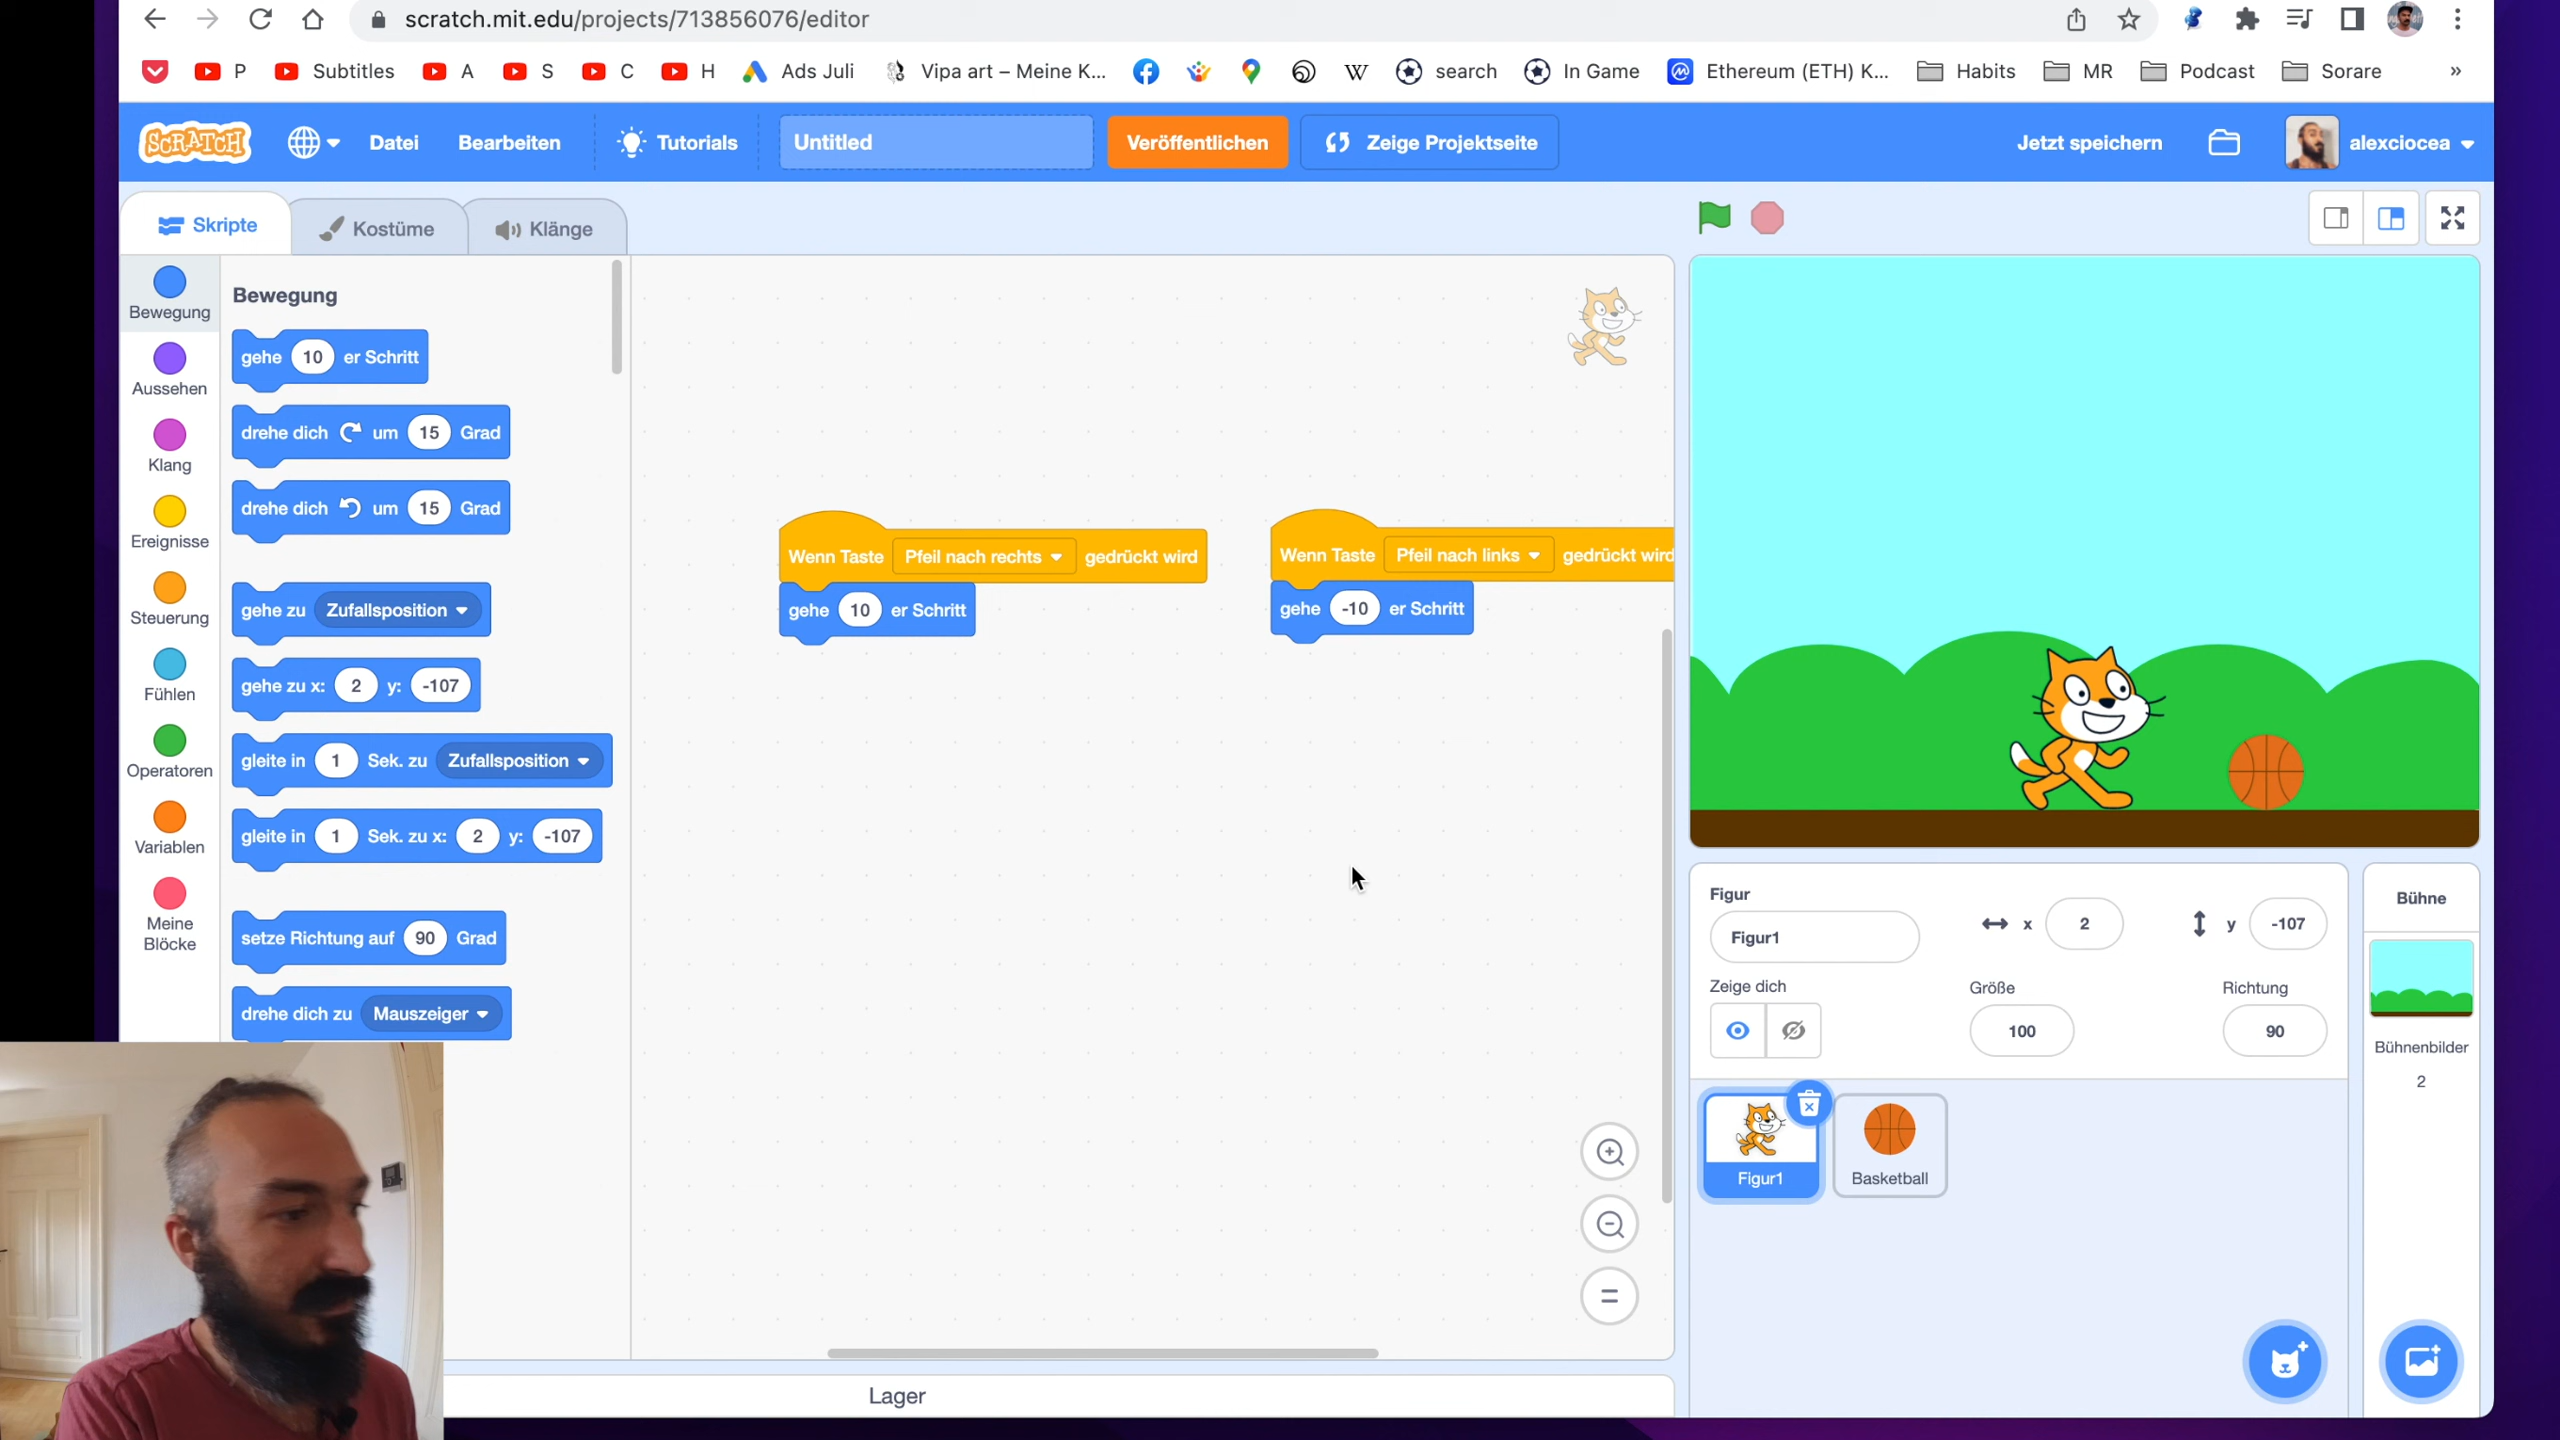 scratch.mit.edu/projects/713856076/editor
P
Subtitles
A
S
C
H
Ads Juli
Vipa art – Meine K...
W
search
In Game
Ethereum (ETH) K...
Habits
MR
Podcast
Sorare
»
SCRATCH
Datei
Bearbeiten
Tutorials
Untitled
Veröffentlichen
Zeige Projektseite
Jetzt speichern
alexciocea
Skripte
Kostüme
Klänge
Bewegung
Aussehen
Klang
Ereignisse
Steuerung
Fühlen
Operatoren
Variablen
Meine
Blöcke
Bewegung
gehe 10 er Schritt
drehe dich um 15 Grad
drehe dich um 15 Grad
gehe zu Zufallsposition
gehe zu x: 2 y: -107
gleite in 1 Sek. zu Zufallsposition
gleite in 1 Sek. zu x: 2 y: -107
setze Richtung auf 90 Grad
drehe dich zu Mauszeiger
Wenn Taste Pfeil nach rechts gedrückt wird
gehe 10 er Schritt
Wenn Taste Pfeil nach links gedrückt wird
gehe -10 er Schritt
Lager
Figur
Figur1
x 2
y -107
Zeige dich
Größe
100
Richtung
90
Figur1
Basketball
Bühne
Bühnenbilder
2